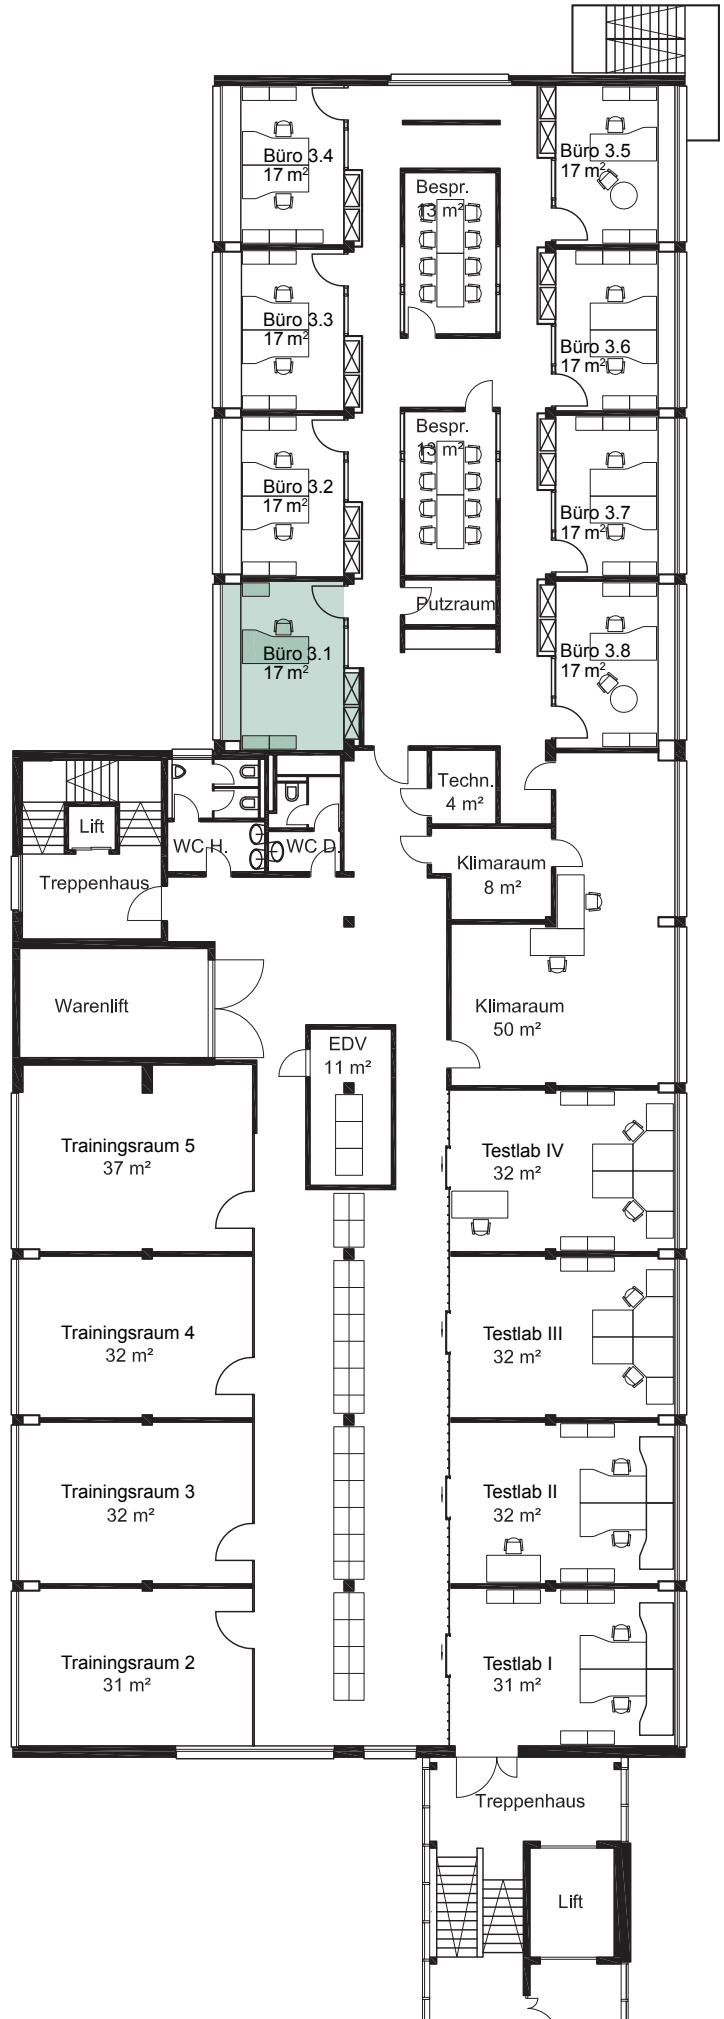 Büro 3.4
17 m²
Bespr.
13 m²
Büro 3.5
17 m²
Büro 3.3
17 m²
Büro 3.6
17 m²
Bespr.
13 m²
Büro 3.2
17 m²
Büro 3.7
17 m²
Putzraum
Büro 3.1
17 m²
Büro 3.8
17 m²
Techn.
4 m²
Lift
WC H.
WC D.
Klimaraum
8 m²
Treppenhaus
Warenlift
Klimaraum
50 m²
EDV
11 m²
Trainingsraum 5
37 m²
Testlab IV
32 m²
Trainingsraum 4
32 m²
Testlab III
32 m²
Trainingsraum 3
32 m²
Testlab II
32 m²
Trainingsraum 2
31 m²
Testlab I
31 m²
Treppenhaus
Lift